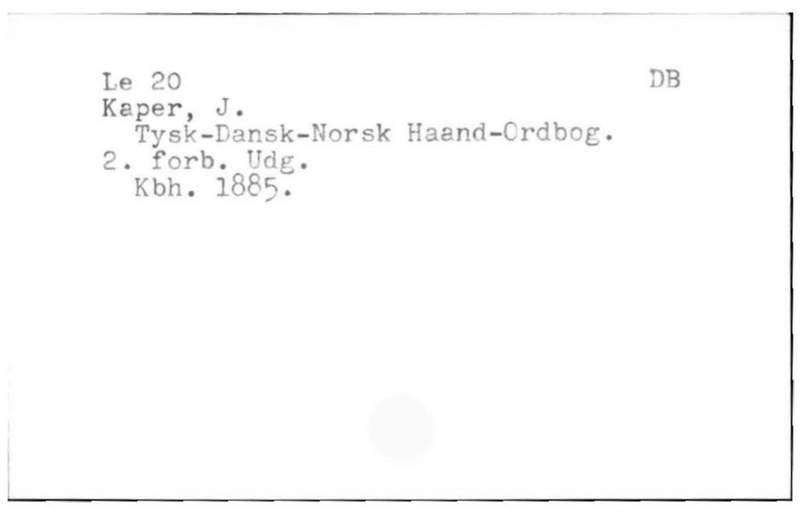 Le 20 DB
Kaper, J.
Tysk-Dansk-Norsk Haand-Ordbog.
2. forb. Udg.
Kbh. 1885.